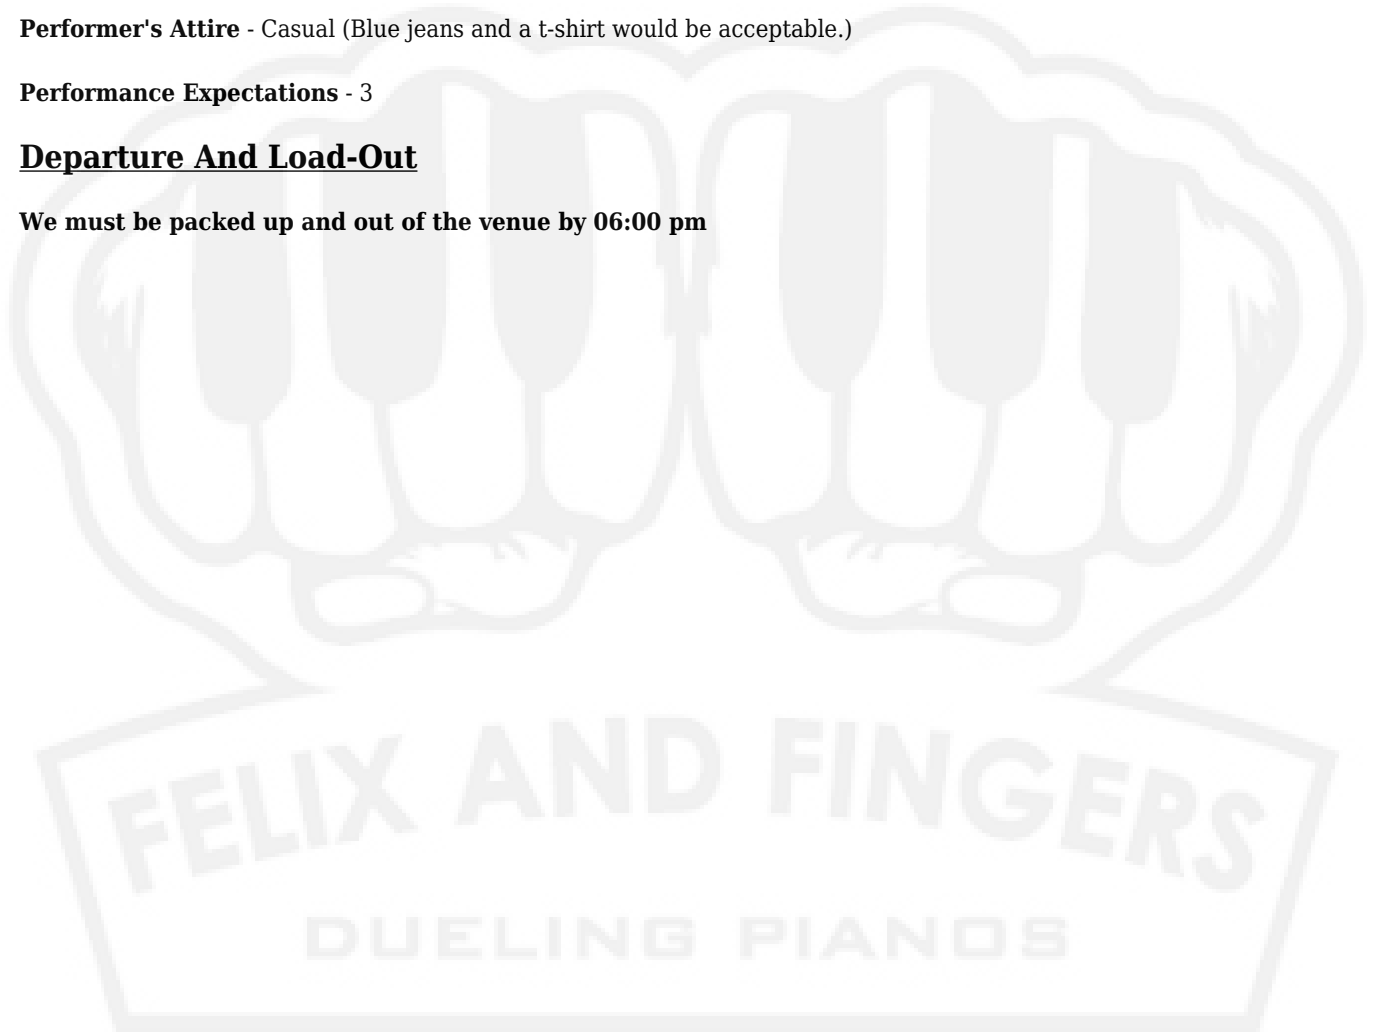 Performer's Attire - Casual (Blue jeans and a t-shirt would be acceptable.)
Performance Expectations - 3
Departure And Load-Out
We must be packed up and out of the venue by 06:00 pm
FELIX AND FINGERS
DUELING PIANOS